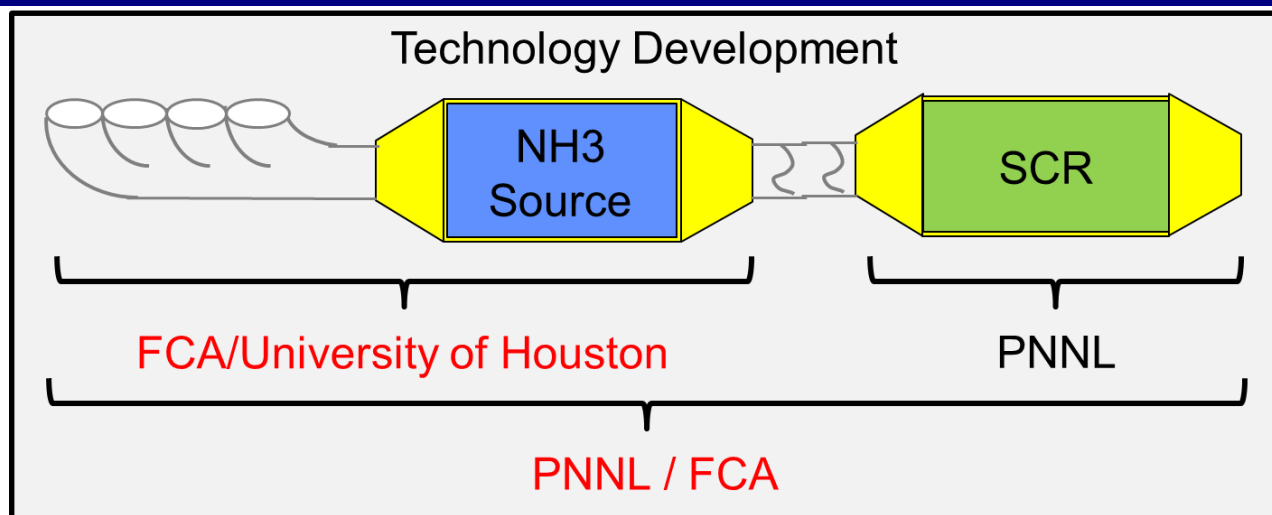 Technology Development
NH3
Source
SCR
FCA/University of Houston
PNNL
PNNL / FCA